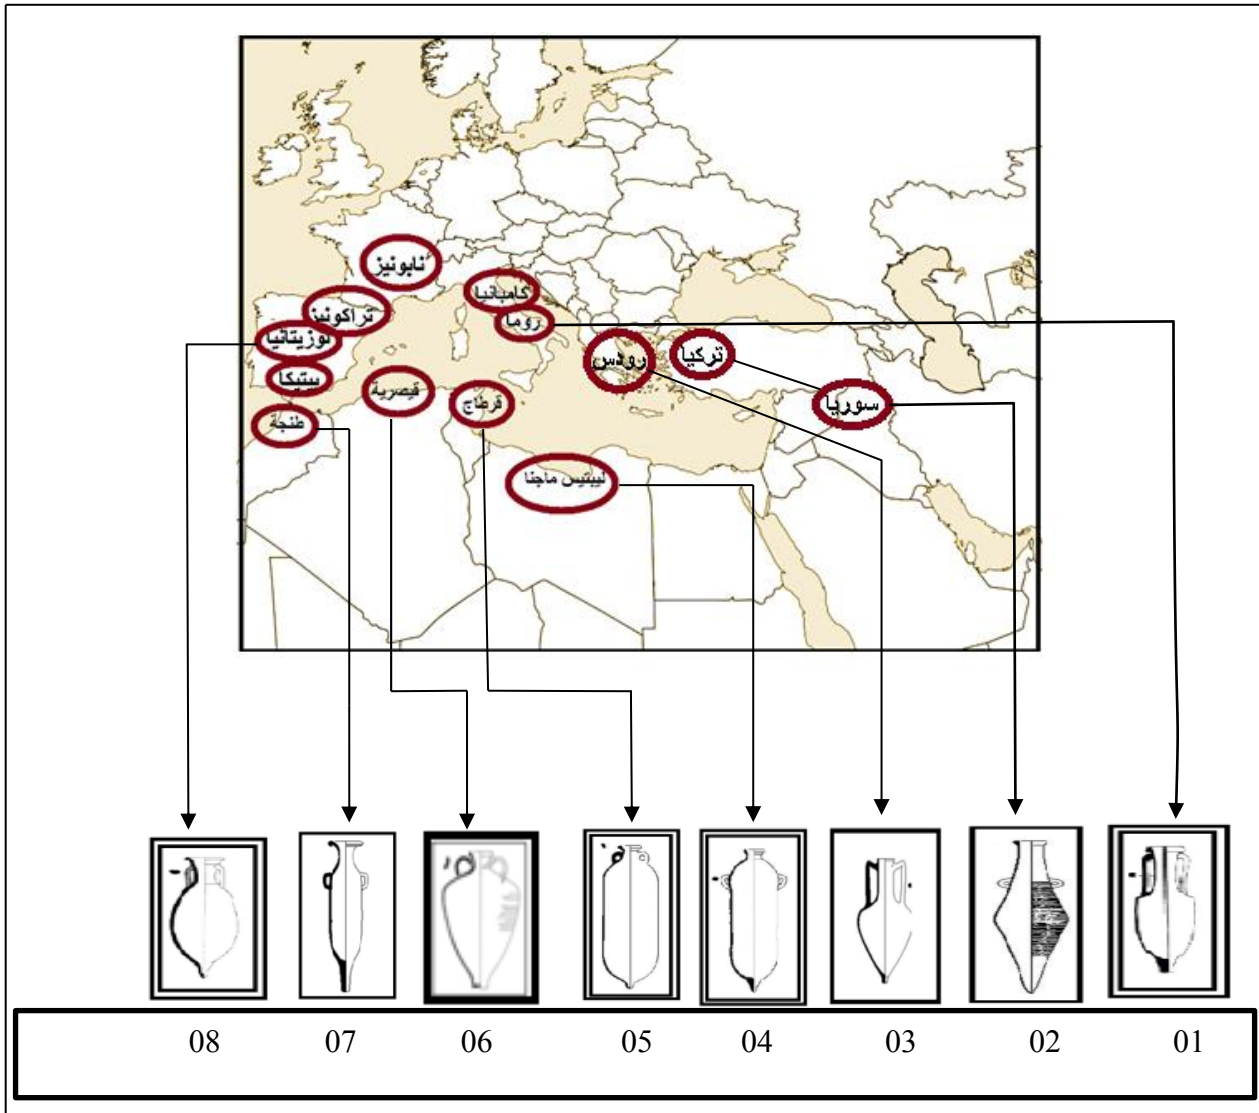 نابونيز
كامبانيا
تراكونيز
روما
لوزيتانيا
رودس
تركيا
بيتيكا
قيصرية
قرطاج
سوريا
طنجة
ليبتيس ماجنا
08 07 06 05 04 03 02 01